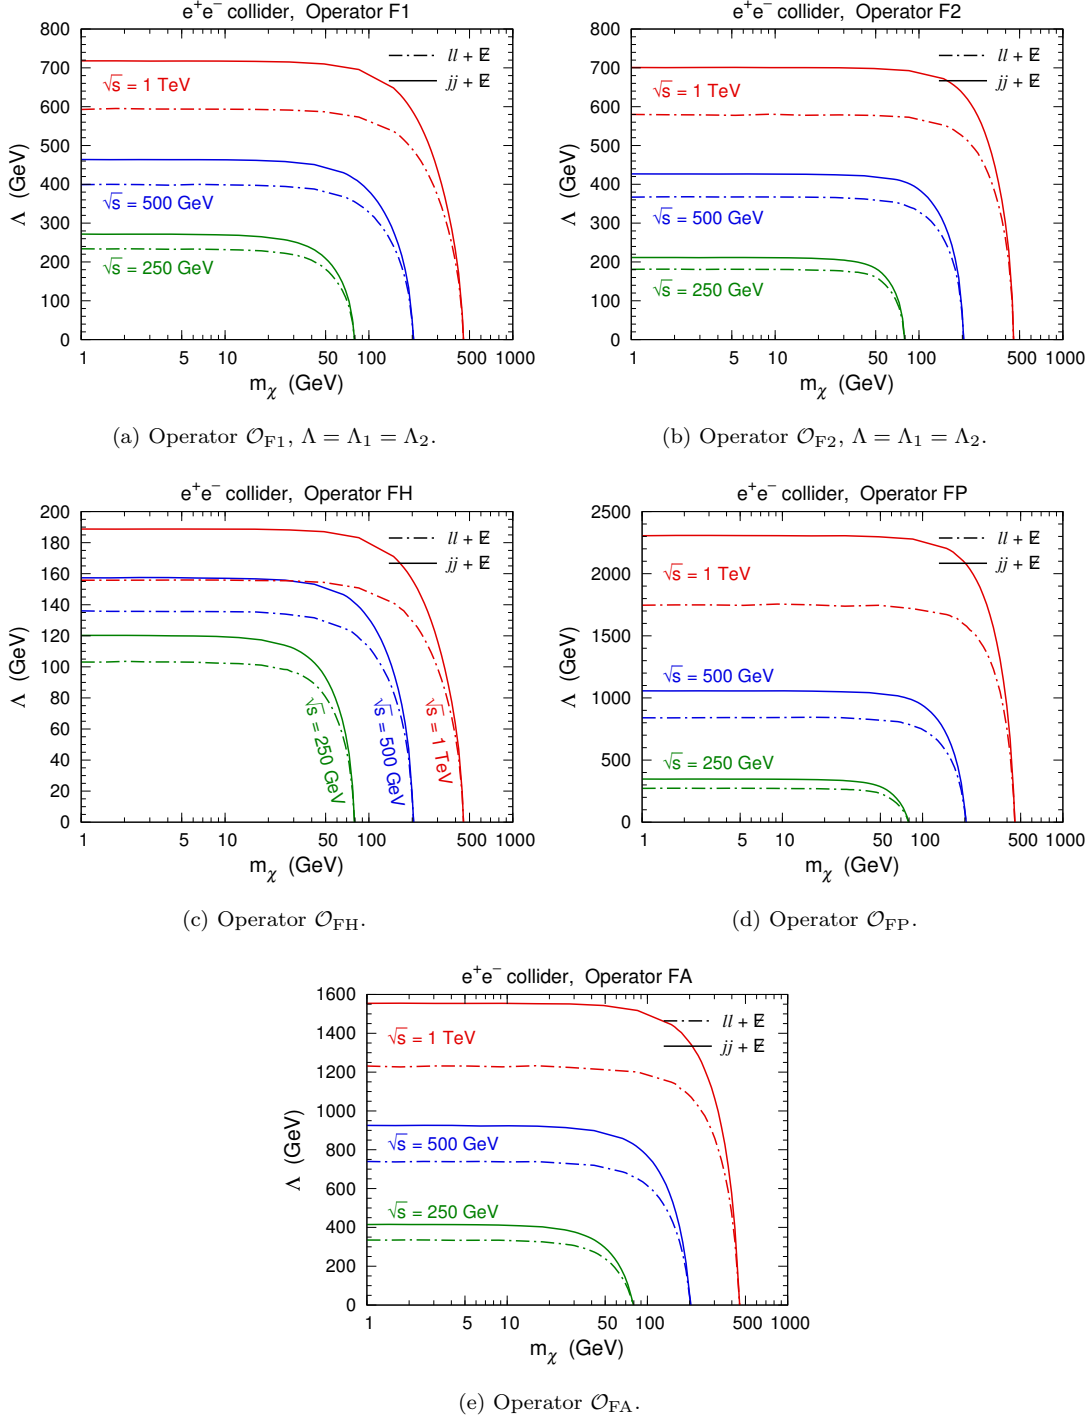 e⁺e⁻ collider, Operator F1
800
700
600
500
400
300
200
100
0
Λ (GeV)
ll + E̸
jj + E̸
√s = 1 TeV
√s = 500 GeV
√s = 250 GeV
1 5 10 50 100 500 1000
m_χ (GeV)
(a) Operator 𝒪_F1, Λ = Λ₁ = Λ₂.
e⁺e⁻ collider, Operator F2
800
700
600
500
400
300
200
100
0
Λ (GeV)
ll + E̸
jj + E̸
√s = 1 TeV
√s = 500 GeV
√s = 250 GeV
1 5 10 50 100 500 1000
m_χ (GeV)
(b) Operator 𝒪_F2, Λ = Λ₁ = Λ₂.
e⁺e⁻ collider, Operator FH
200
180
160
140
120
100
80
60
40
20
0
Λ (GeV)
ll + E̸
jj + E̸
√s = 250 GeV
√s = 500 GeV
√s = 1 TeV
1 5 10 50 100 500 1000
m_χ (GeV)
(c) Operator 𝒪_FH.
e⁺e⁻ collider, Operator FP
2500
2000
1500
1000
500
0
Λ (GeV)
ll + E̸
jj + E̸
√s = 1 TeV
√s = 500 GeV
√s = 250 GeV
1 5 10 50 100 500 1000
m_χ (GeV)
(d) Operator 𝒪_FP.
e⁺e⁻ collider, Operator FA
1600
1400
1200
1000
800
600
400
200
0
Λ (GeV)
ll + E̸
jj + E̸
√s = 1 TeV
√s = 500 GeV
√s = 250 GeV
1 5 10 50 100 500 1000
m_χ (GeV)
(e) Operator 𝒪_FA.